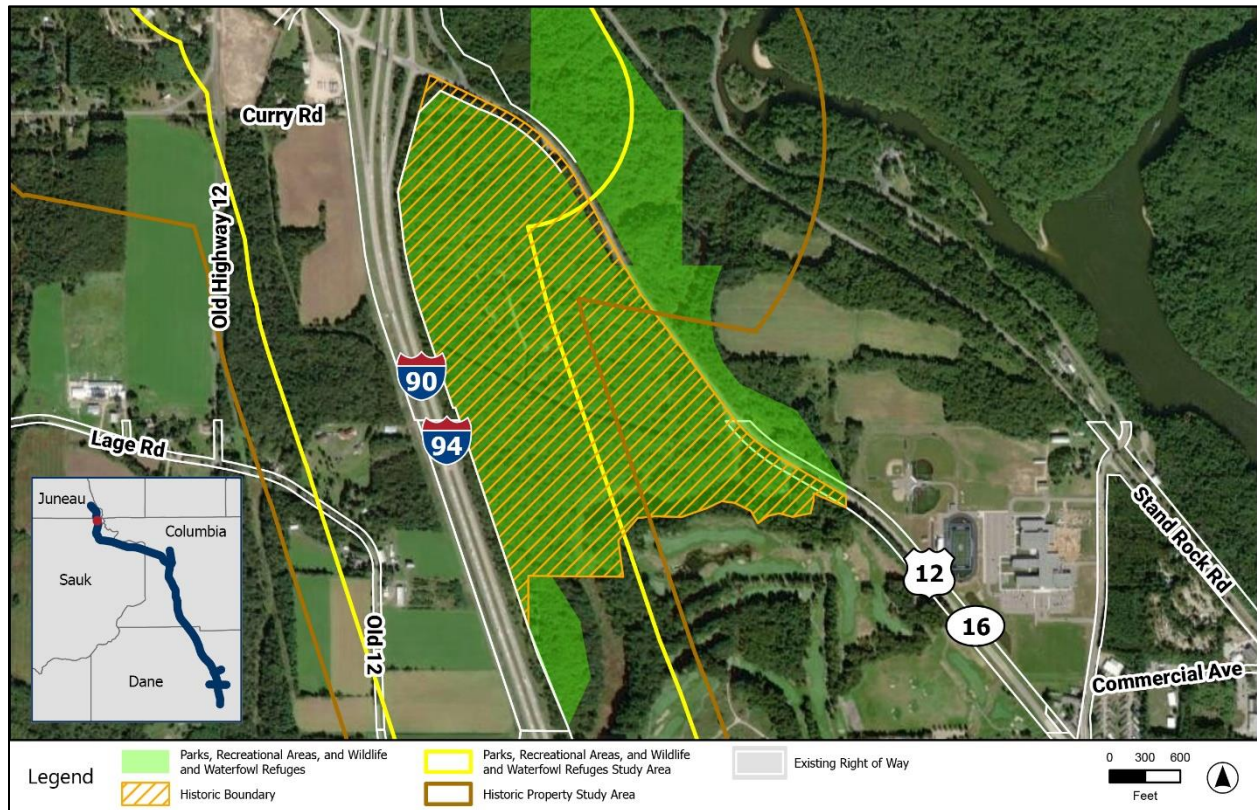 Curry Rd
Old Highway 12
90
94
Lage Rd
Old 12
12
16
Stand Rock Rd
Commercial Ave
Juneau
Columbia
Sauk
Dane
Legend
Parks, Recreational Areas, and Wildlife
and Waterfowl Refuges
Historic Boundary
Parks, Recreational Areas, and Wildlife
and Waterfowl Refuges Study Area
Historic Property Study Area
Existing Right of Way
0 300 600
Feet